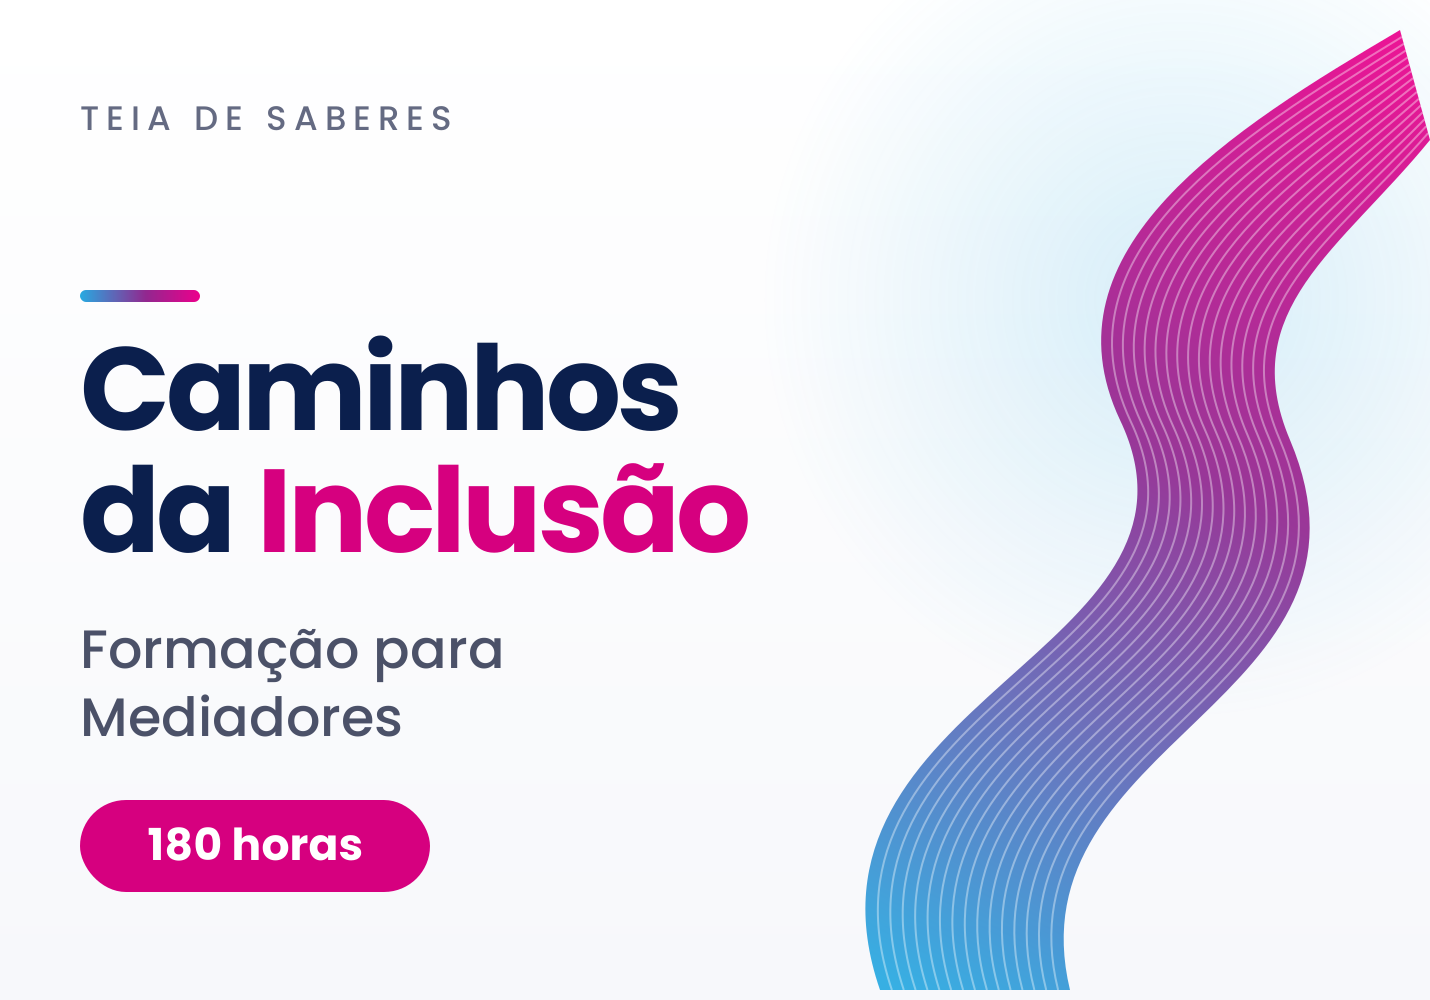 TEIA DE SABERES
Caminhos
da Inclusão
Formação para
Mediadores
180 horas